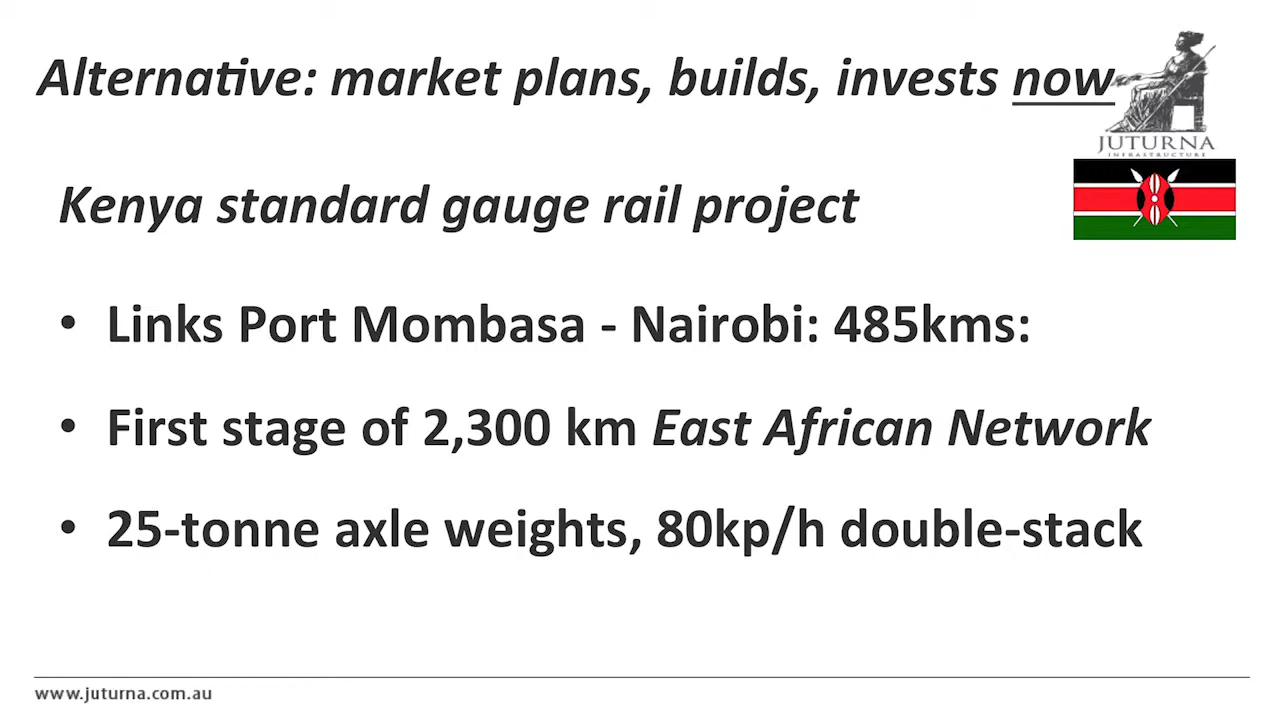 Alternative: market plans, builds, invests now
JUTURNA
INFRASTRUCTURE
Kenya standard gauge rail project
• Links Port Mombasa - Nairobi: 485kms:
• First stage of 2,300 km East African Network
• 25-tonne axle weights, 80kp/h double-stack
www.juturna.com.au